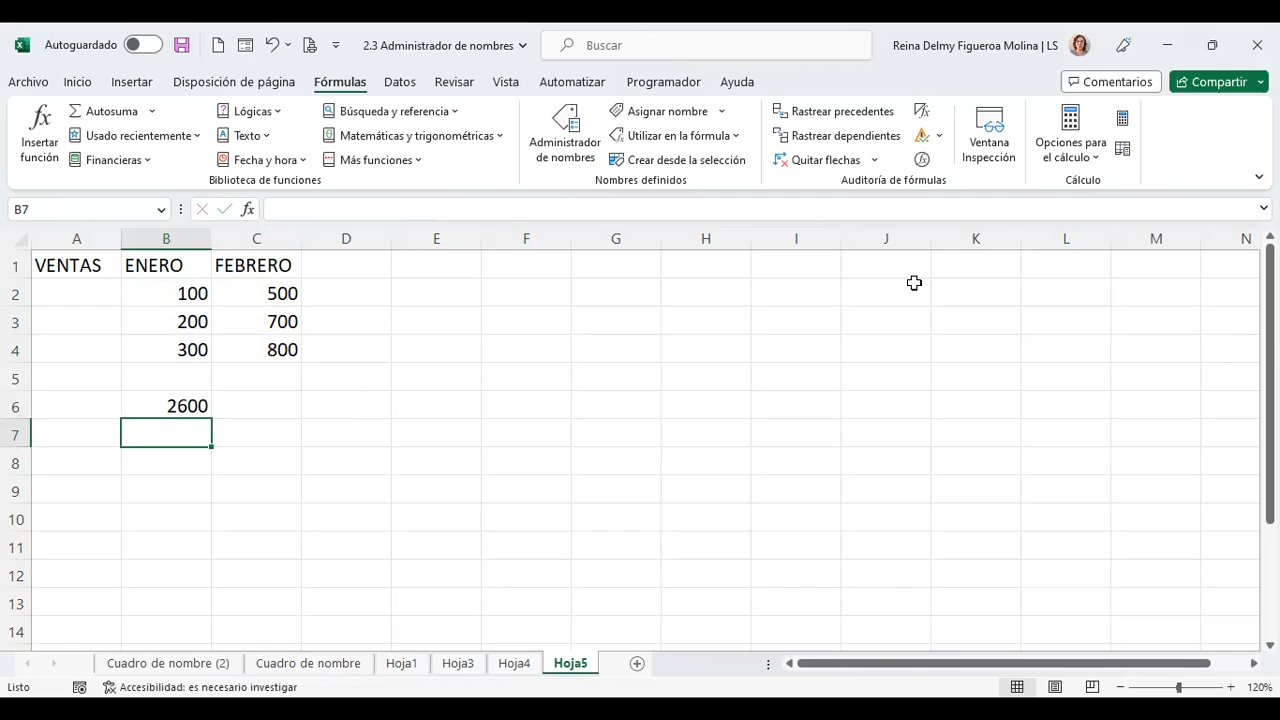 Autoguardado
2.3 Administrador de nombres
Buscar
Reina Delmy Figueroa Molina | LS
Archivo Inicio Insertar Disposición de página Fórmulas Datos Revisar Vista Automatizar Programador Ayuda
Comentarios
Compartir
fx
Insertar
función
Autosuma
Usado recientemente
Financieras
Lógicas
Texto
Fecha y hora
Búsqueda y referencia
Matemáticas y trigonométricas
Más funciones
Biblioteca de funciones
Administrador
de nombres
Asignar nombre
Utilizar en la fórmula
Crear desde la selección
Nombres definidos
Rastrear precedentes
Rastrear dependientes
Quitar flechas
Auditoría de fórmulas
Ventana
Inspección
Opciones para
el cálculo
Cálculo
B7
fx
A B C D E F G H I J K L M N
1 VENTAS ENERO FEBRERO
2 100 500
3 200 700
4 300 800
5
6 2600
7
8
9
10
11
12
13
14
Cuadro de nombre (2) Cuadro de nombre Hoja1 Hoja3 Hoja4 Hoja5
Listo
Accesibilidad: es necesario investigar
120%